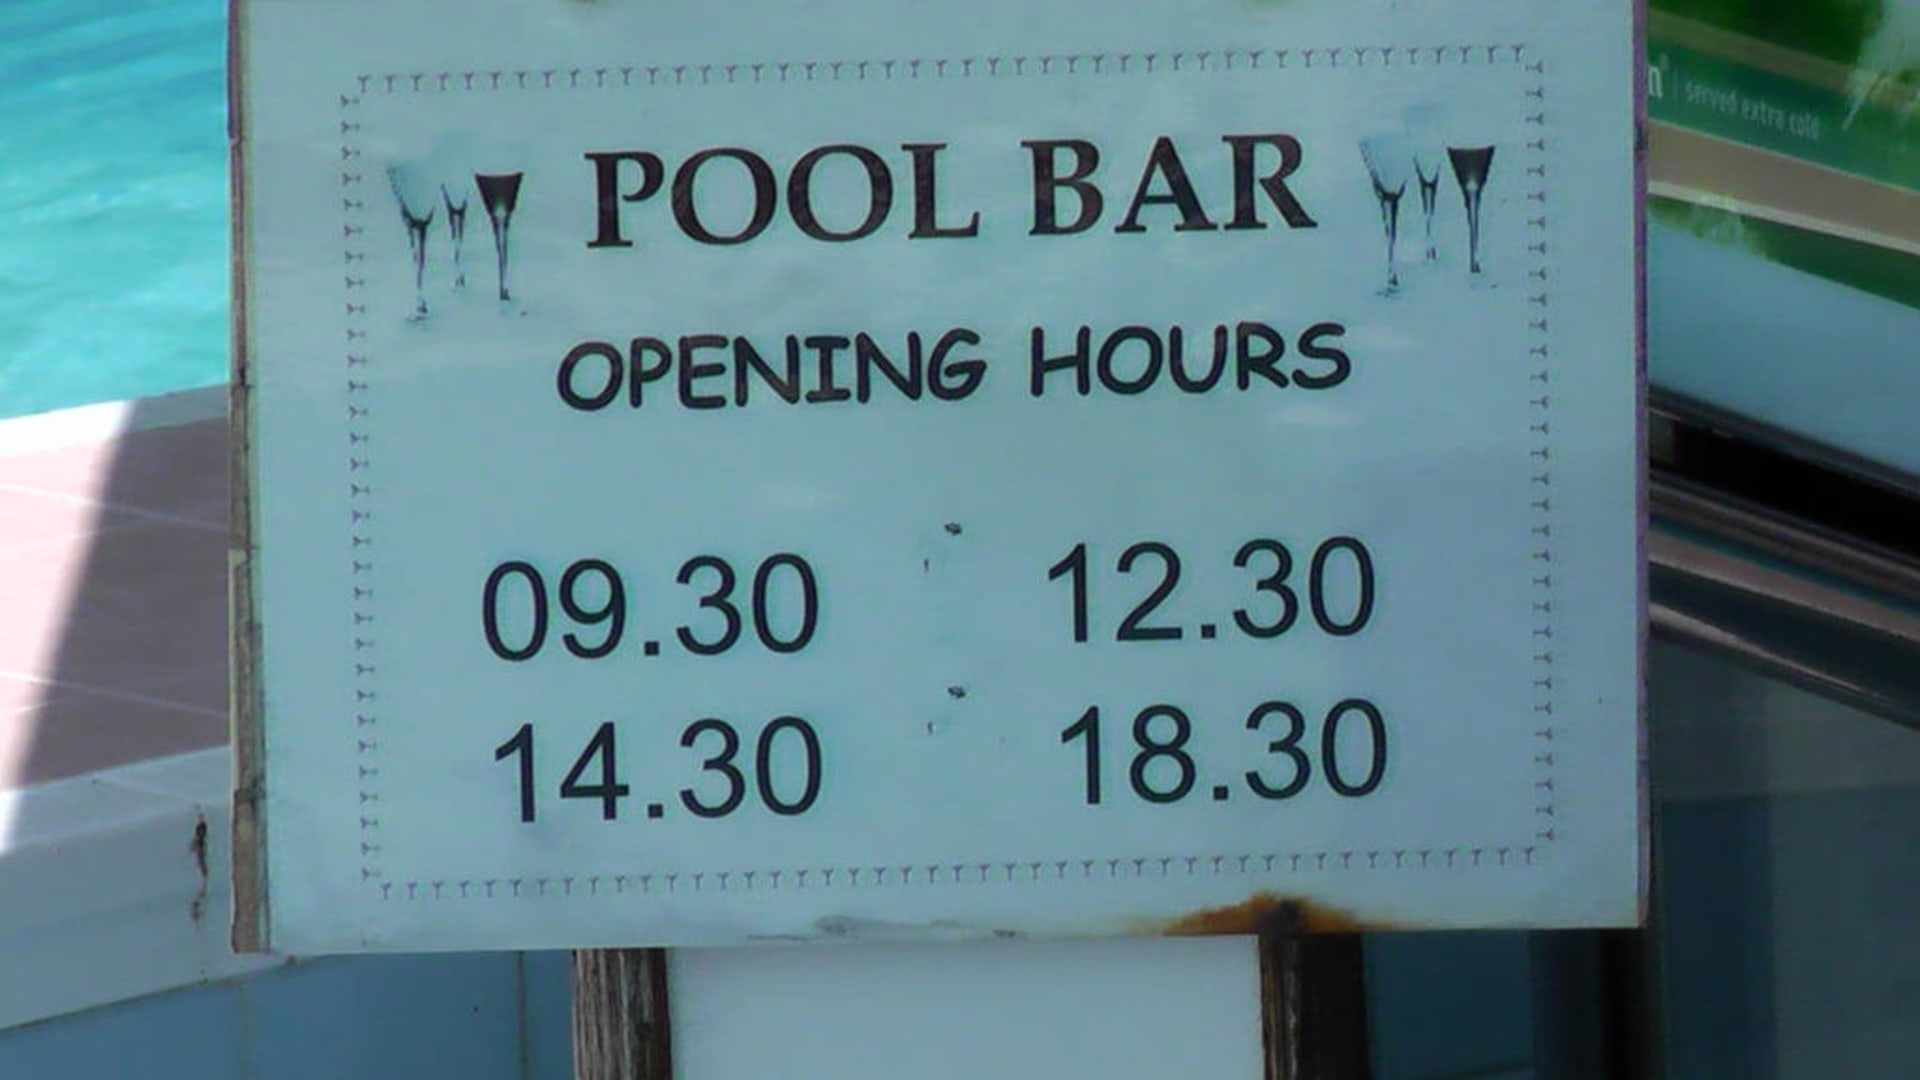 POOL BAR
OPENING HOURS
09.30 12.30
14.30 18.30
served extra cold